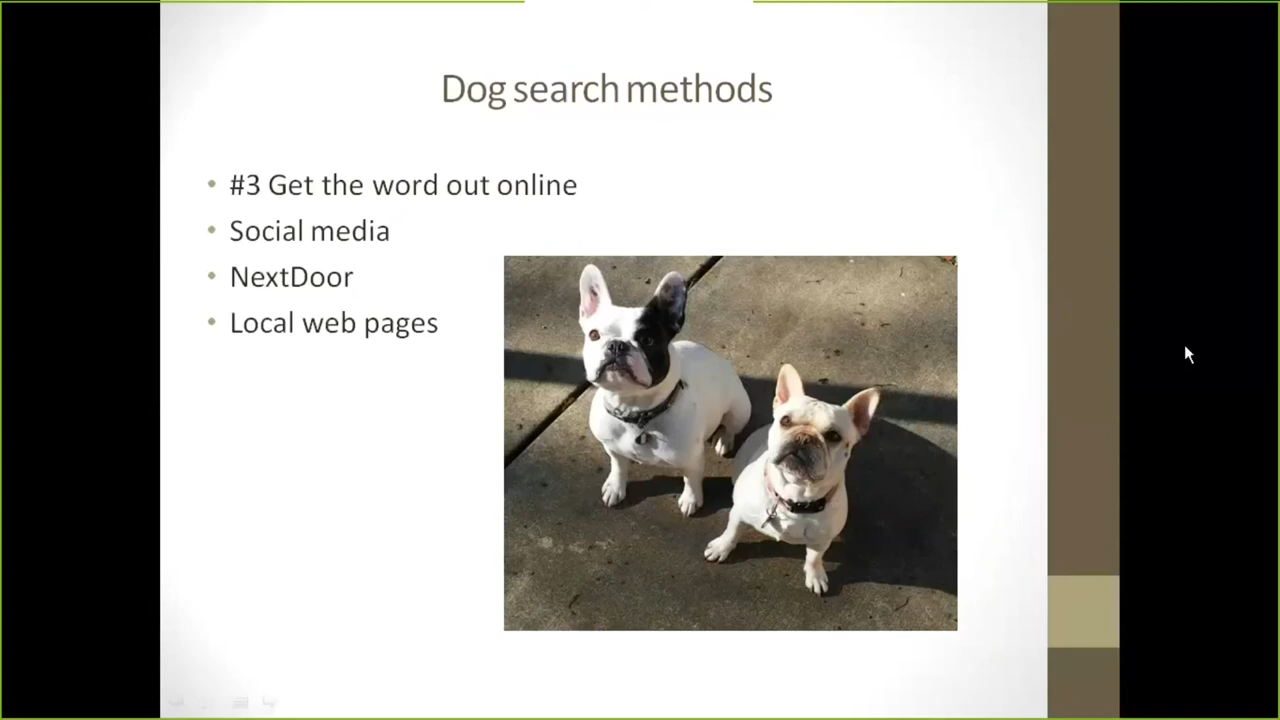 Dog search methods
#3 Get the word out online
Social media
NextDoor
Local web pages